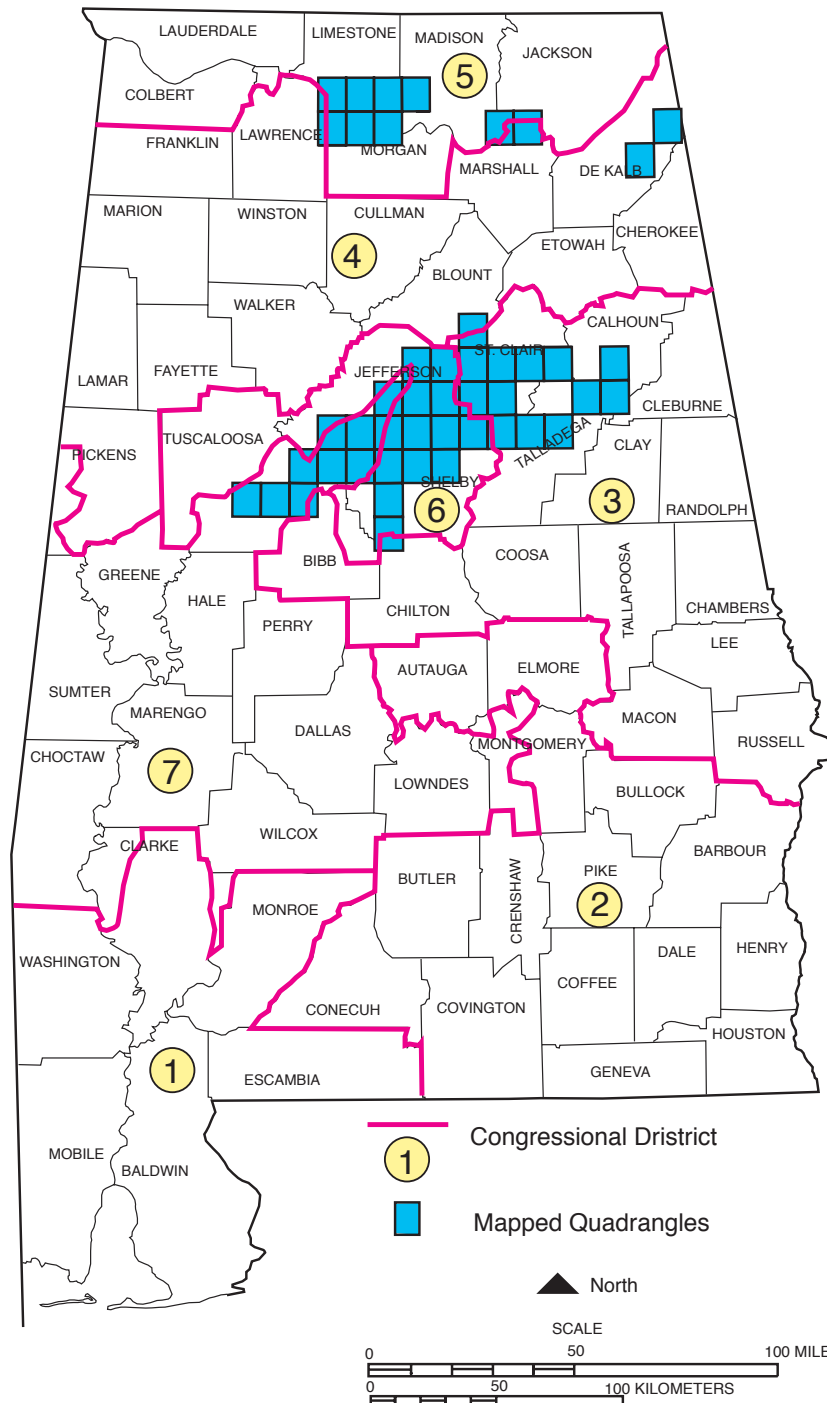 LAUDERDALE
LIMESTONE
MADISON
JACKSON
5
COLBERT
FRANKLIN
LAWRENCE
MORGAN
MARSHALL
DE KALB
MARION
WINSTON
CULLMAN
ETOWAH
CHEROKEE
4
BLOUNT
WALKER
CALHOUN
ST. CLAIR
LAMAR
FAYETTE
JEFFERSON
CLEBURNE
PICKENS
TUSCALOOSA
TALLADEGA
CLAY
SHELBY
6
3
RANDOLPH
GREENE
BIBB
COOSA
TALLAPOOSA
HALE
CHILTON
CHAMBERS
PERRY
LEE
AUTAUGA
ELMORE
SUMTER
MARENGO
DALLAS
MACON
CHOCTAW
MONTGOMERY
RUSSELL
7
LOWNDES
BULLOCK
WILCOX
CLARKE
BARBOUR
BUTLER
CRENSHAW
PIKE
2
MONROE
WASHINGTON
DALE
HENRY
COFFEE
CONECUH
COVINGTON
HOUSTON
1
ESCAMBIA
GENEVA
MOBILE
BALDWIN
1 Congressional Dristrict
Mapped Quadrangles
North
SCALE
0 50 100 MILE
0 50 100 KILOMETERS